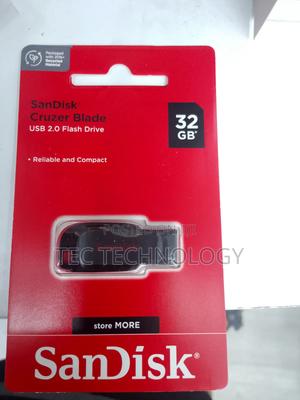 Packaged
with 20%+
Recycled
Material
SanDisk
Cruzer Blade
USB 2.0 Flash Drive
32
GB*
• Reliable and Compact
TEC TECHNOLOGY
store MORE
SanDisk®